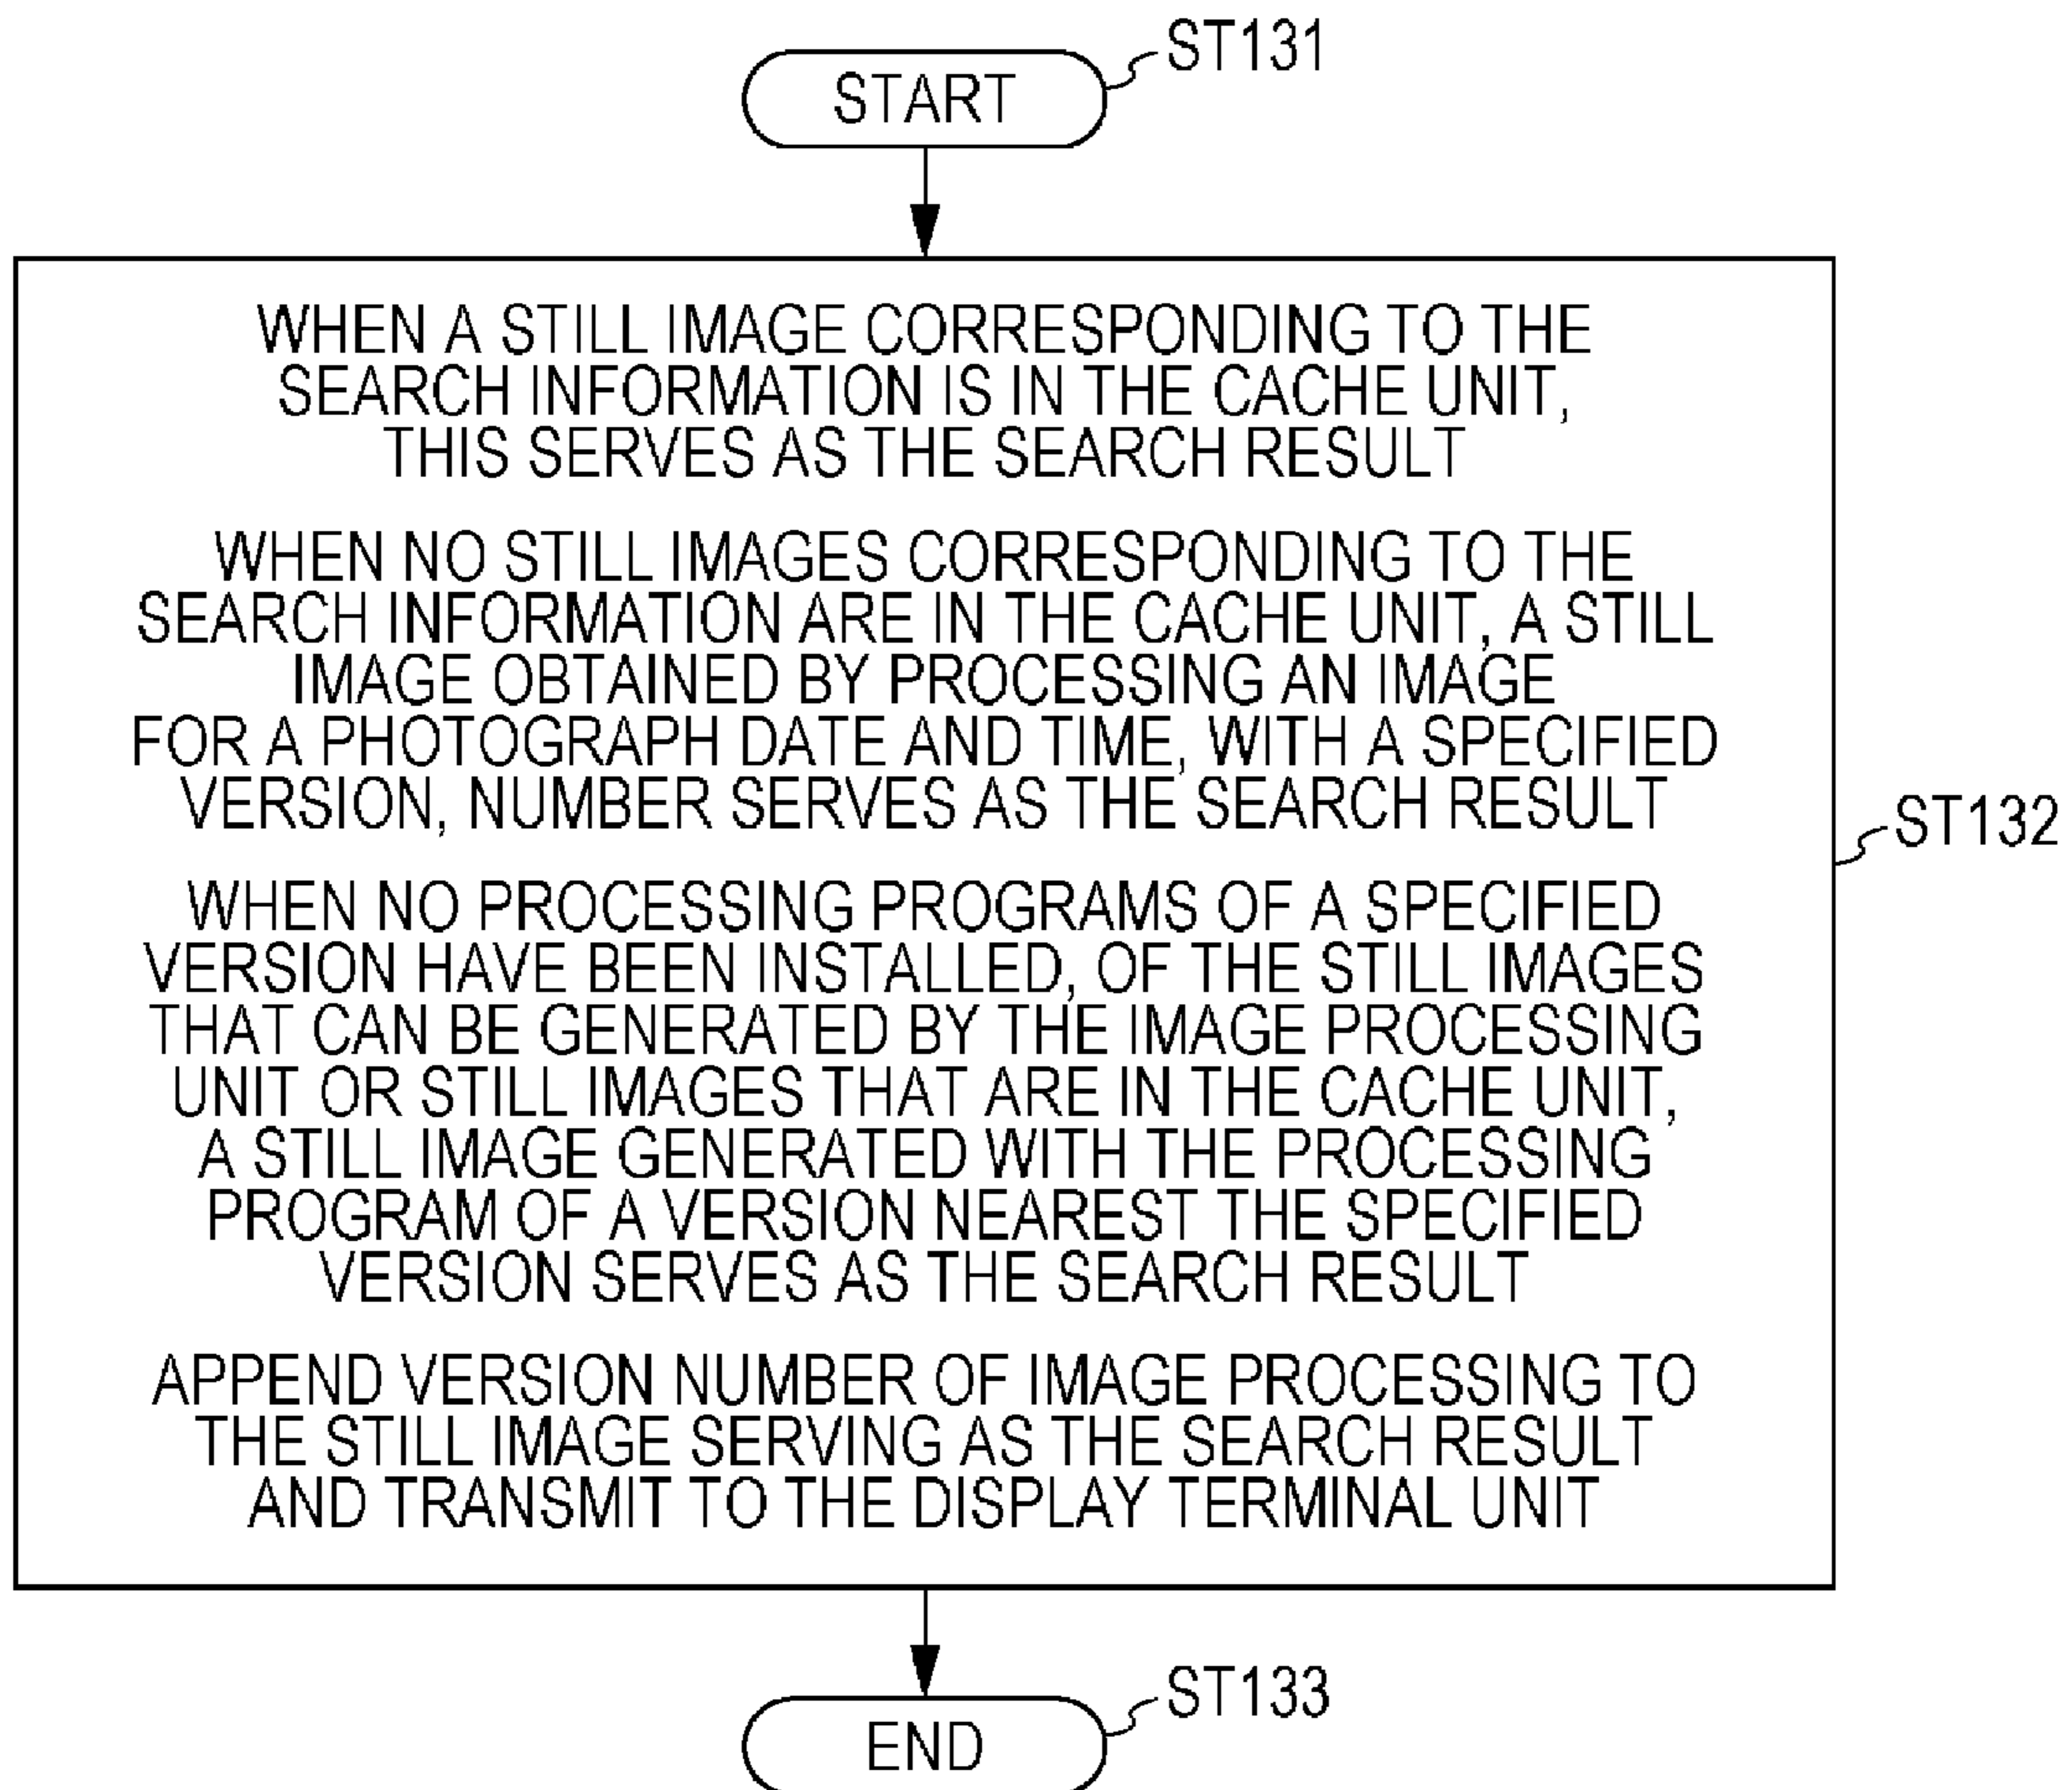 ST131
START
WHEN A STILL IMAGE CORRESPONDING TO THE
SEARCH INFORMATION IS IN THE CACHE UNIT,
THIS SERVES AS THE SEARCH RESULT
WHEN NO STILL IMAGES CORRESPONDING TO THE
SEARCH INFORMATION ARE IN THE CACHE UNIT, A STILL
IMAGE OBTAINED BY PROCESSING AN IMAGE
FOR A PHOTOGRAPH DATE AND TIME, WITH A SPECIFIED
VERSION, NUMBER SERVES AS THE SEARCH RESULT
ST132
WHEN NO PROCESSING PROGRAMS OF A SPECIFIED
VERSION HAVE BEEN INSTALLED, OF THE STILL IMAGES
THAT CAN BE GENERATED BY THE IMAGE PROCESSING
UNIT OR STILL IMAGES THAT ARE IN THE CACHE UNIT,
A STILL IMAGE GENERATED WITH THE PROCESSING
PROGRAM OF A VERSION NEAREST THE SPECIFIED
VERSION SERVES AS THE SEARCH RESULT
APPEND VERSION NUMBER OF IMAGE PROCESSING TO
THE STILL IMAGE SERVING AS THE SEARCH RESULT
AND TRANSMIT TO THE DISPLAY TERMINAL UNIT
ST133
END